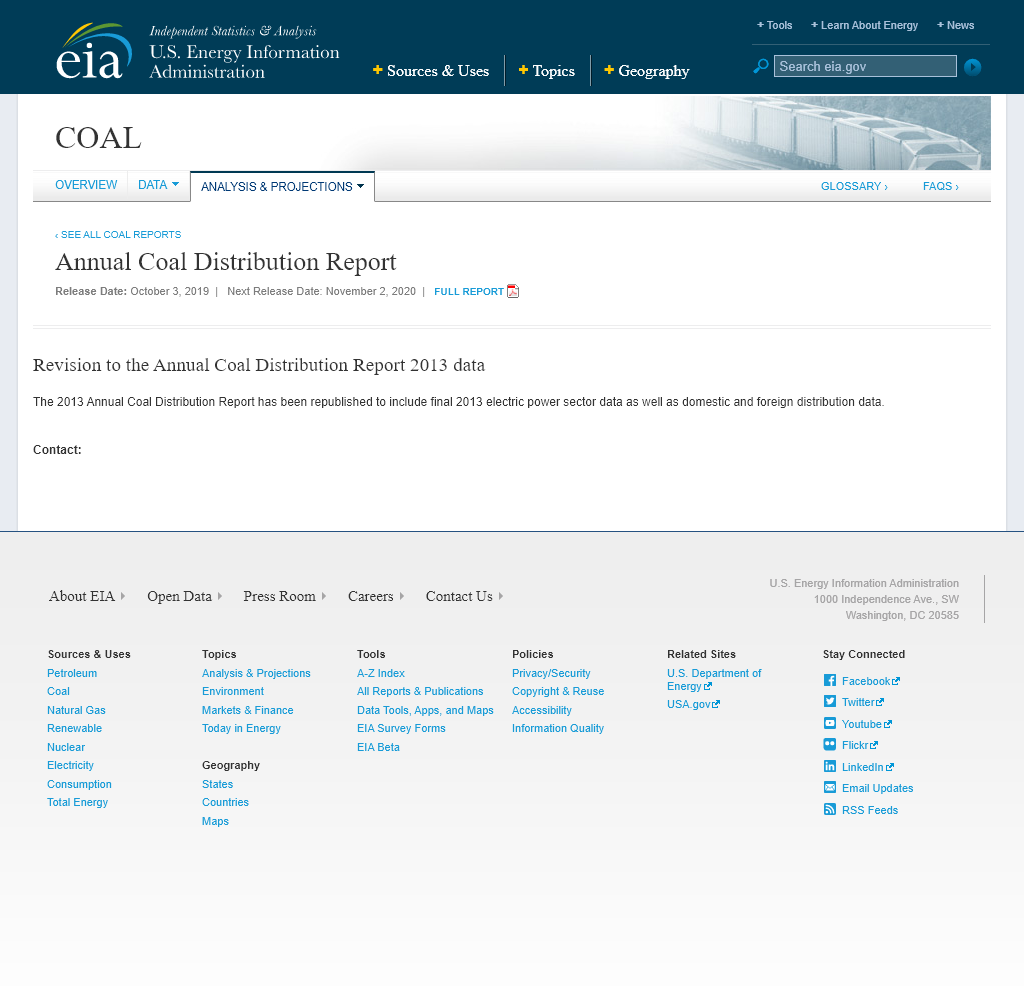 Independent Statistics & Analysis
eia U.S. Energy Information
Administration
+ Tools + Learn About Energy + News
+ Sources & Uses + Topics + Geography
Search eia.gov
COAL
OVERVIEW DATA ANALYSIS & PROJECTIONS GLOSSARY › FAQS ›
‹ SEE ALL COAL REPORTS
Annual Coal Distribution Report
Release Date: October 3, 2019 | Next Release Date: November 2, 2020 | FULL REPORT
Revision to the Annual Coal Distribution Report 2013 data
The 2013 Annual Coal Distribution Report has been republished to include final 2013 electric power sector data as well as domestic and foreign distribution data.
Contact:
About EIA Open Data Press Room Careers Contact Us
U.S. Energy Information Administration
1000 Independence Ave., SW
Washington, DC 20585
Sources & Uses
Petroleum
Coal
Natural Gas
Renewable
Nuclear
Electricity
Consumption
Total Energy
Topics
Analysis & Projections
Environment
Markets & Finance
Today in Energy
Geography
States
Countries
Maps
Tools
A-Z Index
All Reports & Publications
Data Tools, Apps, and Maps
EIA Survey Forms
EIA Beta
Policies
Privacy/Security
Copyright & Reuse
Accessibility
Information Quality
Related Sites
U.S. Department of
Energy
USA.gov
Stay Connected
Facebook
Twitter
Youtube
Flickr
LinkedIn
Email Updates
RSS Feeds